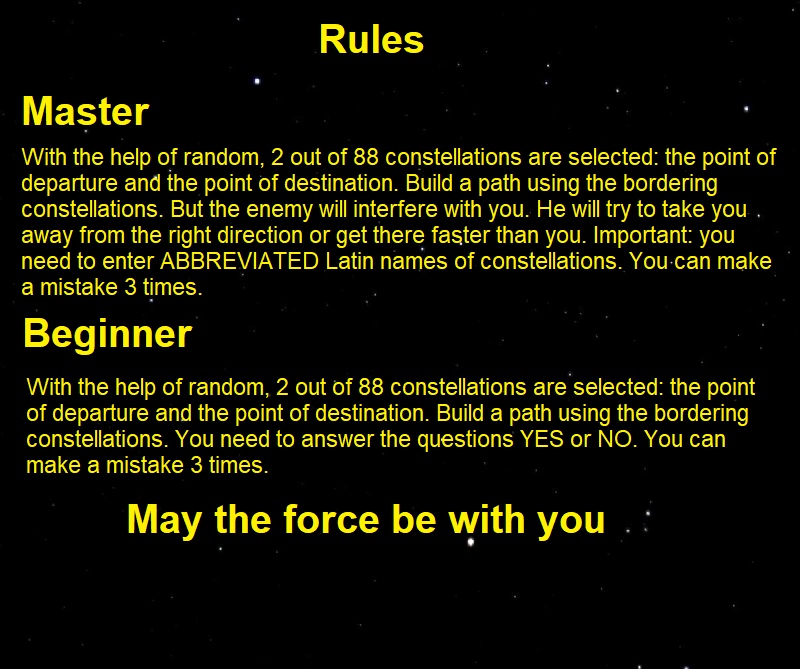 Rules
Master
With the help of random, 2 out of 88 constellations are selected: the point of
departure and the point of destination. Build a path using the bordering
constellations. But the enemy will interfere with you. He will try to take you
away from the right direction or get there faster than you. Important: you
need to enter ABBREVIATED Latin names of constellations. You can make
a mistake 3 times.
Beginner
With the help of random, 2 out of 88 constellations are selected: the point
of departure and the point of destination. Build a path using the bordering
constellations. You need to answer the questions YES or NO. You can
make a mistake 3 times.
May the force be with you